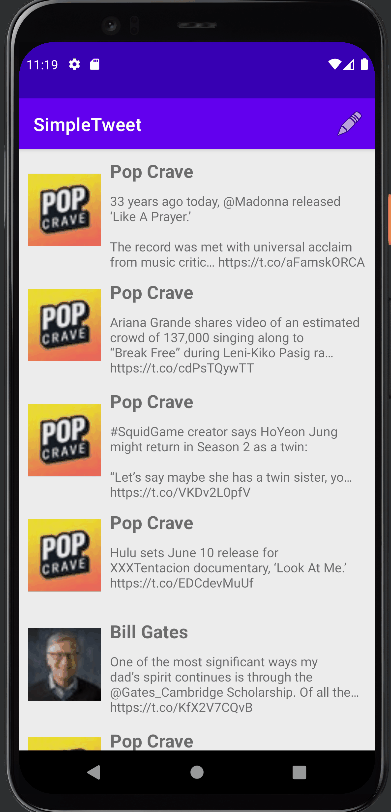 11:19
SimpleTweet
POP
CRAVE
Pop Crave
33 years ago today, @Madonna released
‘Like A Prayer.’
The record was met with universal acclaim
from music critic… https://t.co/aFamskORCA
POP
CRAVE
Pop Crave
Ariana Grande shares video of an estimated
crowd of 137,000 singing along to
“Break Free” during Leni-Kiko Pasig ra…
https://t.co/cdPsTQywTT
POP
CRAVE
Pop Crave
#SquidGame creator says HoYeon Jung
might return in Season 2 as a twin:
“Let’s say maybe she has a twin sister, yo…
https://t.co/VKDv2L0pfV
POP
CRAVE
Pop Crave
Hulu sets June 10 release for
XXXTentacion documentary, ‘Look At Me.’
https://t.co/EDCdevMuUf
Bill Gates
One of the most significant ways my
dad’s spirit continues is through the
@Gates_Cambridge Scholarship. Of all the…
https://t.co/KfX2V7CQvB
Pop Crave